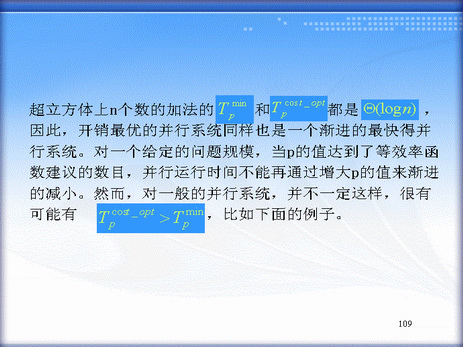 超立方体上n个数的加法的 T_p^min 和 T_p^cost_opt 都是 Θ(log n) ,
因此，开销最优的并行系统同样也是一个渐进的最快得并
行系统。对一个给定的问题规模，当p的值达到了等效率函
数建议的数目，并行运行时间不能再通过增大p的值来渐进
的减小。然而，对一般的并行系统，并不一定这样，很有
可能有 T_p^cost_opt > T_p^min ，比如下面的例子。
109